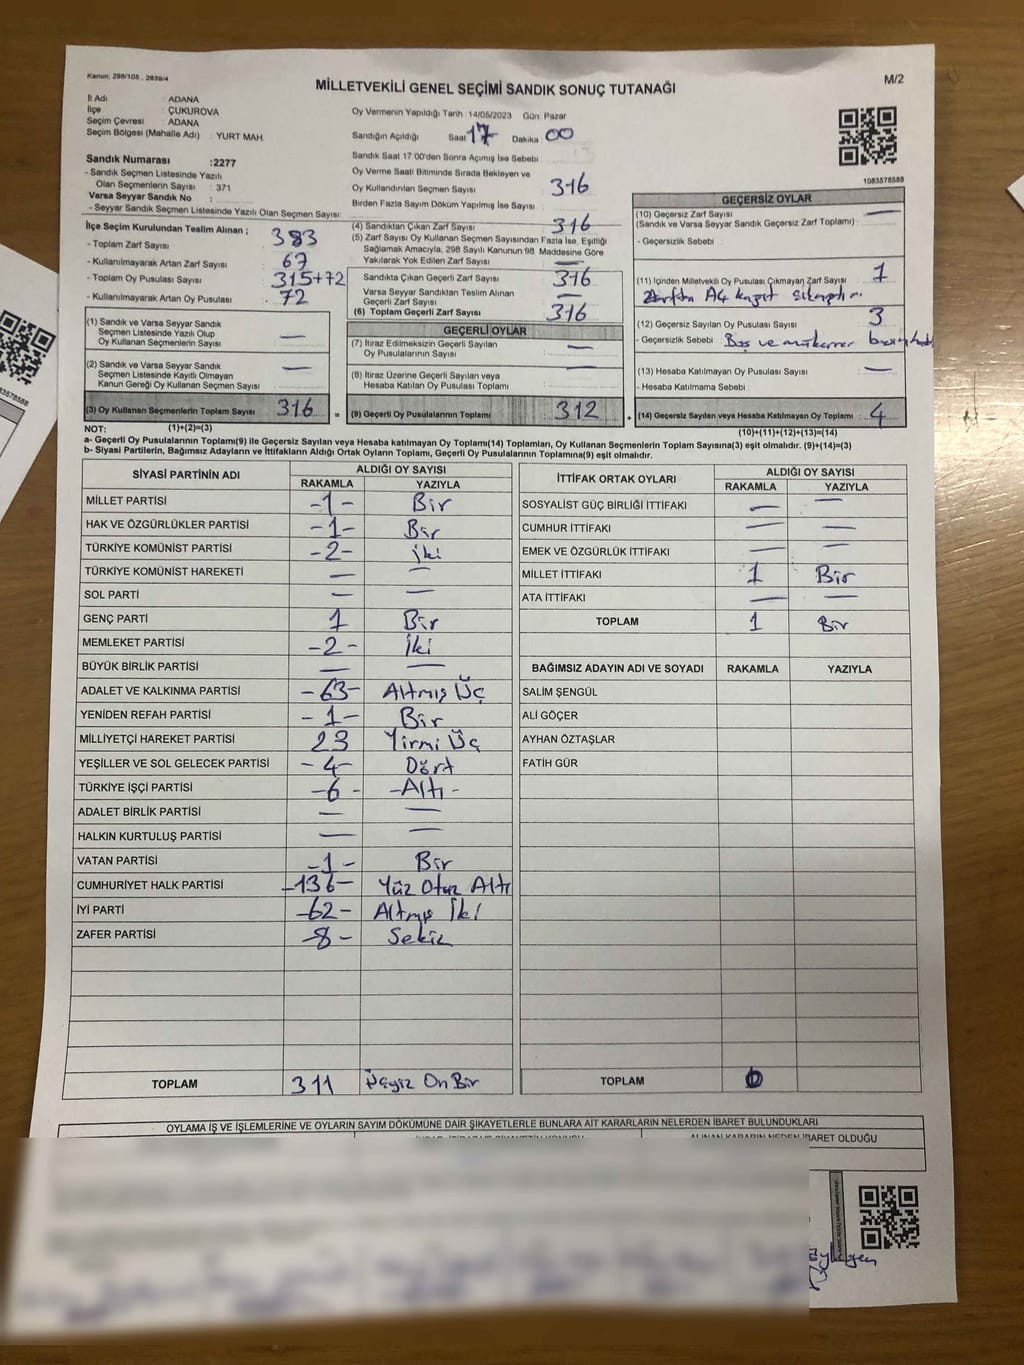 Kanun: 298/105 , 2839/4
MİLLETVEKİLİ GENEL SEÇİMİ SANDIK SONUÇ TUTANAĞI
M/2
İl Adı : ADANA
İlçe : ÇUKUROVA
Seçim Çevresi : ADANA
Seçim Bölgesi (Mahalle Adı) : YURT MAH
Sandık Numarası :2277
- Sandık Seçmen Listesinde Yazılı
Olan Seçmenlerin Sayısı : 371
Varsa Seyyar Sandık No :
- Seyyar Sandık Seçmen Listesinde Yazılı Olan Seçmen Sayısı:
Oy Vermenin Yapıldığı Tarih :14/05/2023 Gün: Pazar
Sandığın Açıldığı Saat 17 Dakika 00
Sandık Saat 17.00'den Sonra Açımış İse Sebebi
Oy Verme Saati Bitiminde Sırada Bekleyen ve
Oy Kullandırılan Seçmen Sayısı : 316
Birden Fazla Sayım Döküm Yapılmış İse Sayısı
1083578588
İlçe Seçim Kurulundan Teslim Alınan ;
- Toplam Zarf Sayısı : 383
- Kullanılmayarak Artan Zarf Sayısı : 67
- Toplam Oy Pusulası Sayısı : 315+72
- Kullanılmayarak Artan Oy Pusulası : 72
(1) Sandık ve Varsa Seyyar Sandık
Seçmen Listesinde Yazılı Olup
Oy Kullanan Seçmenlerin Sayısı : —
(2) Sandık ve Varsa Seyyar Sandık
Seçmen Listesinde Kayıtlı Olmayan
Kanun Gereği Oy Kullanan Seçmen Sayısı : —
(3) Oy Kullanan Seçmenlerin Toplam Sayısı 316 =
(4) Sandıktan Çıkan Zarf Sayısı : 316
(5) Zarf Sayısı Oy Kullanan Seçmen Sayısından Fazla İse, Eşitliği
Sağlamak Amacıyla, 298 Sayılı Kanunun 98. Maddesine Göre
Yakılarak Yok Edilen Zarf Sayısı : —
Sandıkta Çıkan Geçerli Zarf Sayısı : 316
Varsa Seyyar Sandıktan Teslim Alınan
Geçerli Zarf Sayısı : —
(6) Toplam Geçerli Zarf Sayısı : 316
GEÇERLİ OYLAR
(7) İtiraz Edilmeksizin Geçerli Sayılan
Oy Pusulalarının Sayısı : —
(8) İtiraz Üzerine Geçerli Sayılan veya
Hesaba Katılan Oy Pusulası Toplamı : —
(9) Geçerli Oy Pusulalarının Toplamı : 312 +
GEÇERSİZ OYLAR
(10) Geçersiz Zarf Sayısı —
(Sandık ve Varsa Seyyar Sandık Geçersiz Zarf Toplamı) :
- Geçersizlik Sebebi :
(11) İçinden Milletvekili Oy Pusulası Çıkmayan Zarf Sayısı : 1
Zarfta A4 kağıt
(12) Geçersiz Sayılan Oy Pusulası Sayısı : 3
- Geçersizlik Sebebi : Boş ve mükerrer
(13) Hesaba Katılmayan Oy Pusulası Sayısı : —
- Hesaba Katılmama Sebebi :
(14) Geçersiz Sayılan veya Hesaba Katılmayan Oy Toplamı : 4
NOT: (1)+(2)=(3)
(10)+(11)+(12)+(13)=(14)
a- Geçerli Oy Pusulalarının Toplamı(9) ile Geçersiz Sayılan veya Hesaba katılmayan Oy Toplamı(14) Toplamları, Oy Kullanan Seçmenlerin Toplam Sayısına(3) eşit olmalıdır. (9)+(14)=(3)
b- Siyasi Partilerin, Bağımsız Adayların ve İttifakların Aldığı Ortak Oyların Toplamı, Geçerli Oy Pusulalarının Toplamına(9) eşit olmalıdır.
SİYASİ PARTİNİN ADI ALDIĞI OY SAYISI
RAKAMLA YAZIYLA
MİLLET PARTİSİ -1- Bir
HAK VE ÖZGÜRLÜKLER PARTİSİ -1- Bir
TÜRKİYE KOMÜNİST PARTİSİ -2- iki
TÜRKİYE KOMÜNİST HAREKETİ — —
SOL PARTİ — —
GENÇ PARTİ 1 Bir
MEMLEKET PARTİSİ -2- İki
BÜYÜK BİRLİK PARTİSİ — —
ADALET VE KALKINMA PARTİSİ -63- Altmış Üç
YENİDEN REFAH PARTİSİ -1- Bir
MİLLİYETÇİ HAREKET PARTİSİ 23 Yirmi Üç
YEŞİLLER VE SOL GELECEK PARTİSİ -4- Dört
TÜRKİYE İŞÇİ PARTİSİ -6- -Altı-
ADALET BİRLİK PARTİSİ — —
HALKIN KURTULUŞ PARTİSİ — —
VATAN PARTİSİ -1- Bir
CUMHURİYET HALK PARTİSİ -136- Yüz Otuz Altı
İYİ PARTİ -62- Altmış İki
ZAFER PARTİSİ -8- Sekiz
TOPLAM 311 Üçyüz On Bir
İTTİFAK ORTAK OYLARI ALDIĞI OY SAYISI
RAKAMLA YAZIYLA
SOSYALİST GÜÇ BİRLİĞİ İTTİFAKI — —
CUMHUR İTTİFAKI — —
EMEK VE ÖZGÜRLÜK İTTİFAKI — —
MİLLET İTTİFAKI 1 Bir
ATA İTTİFAKI — —
TOPLAM 1 Bir
BAĞIMSIZ ADAYIN ADI VE SOYADI RAKAMLA YAZIYLA
SALİM ŞENGÜL
ALİ GÖÇER
AYHAN ÖZTAŞLAR
FATİH GÜR
TOPLAM 0
OYLAMA İŞ VE İŞLEMLERİNE VE OYLARIN SAYIM DÖKÜMÜNE DAİR ŞİKAYETLERLE BUNLARA AİT KARARLARIN NELERDEN İBARET BULUNDUKLARI
ALINAN KARARIN NEDEN İBARET OLDUĞU